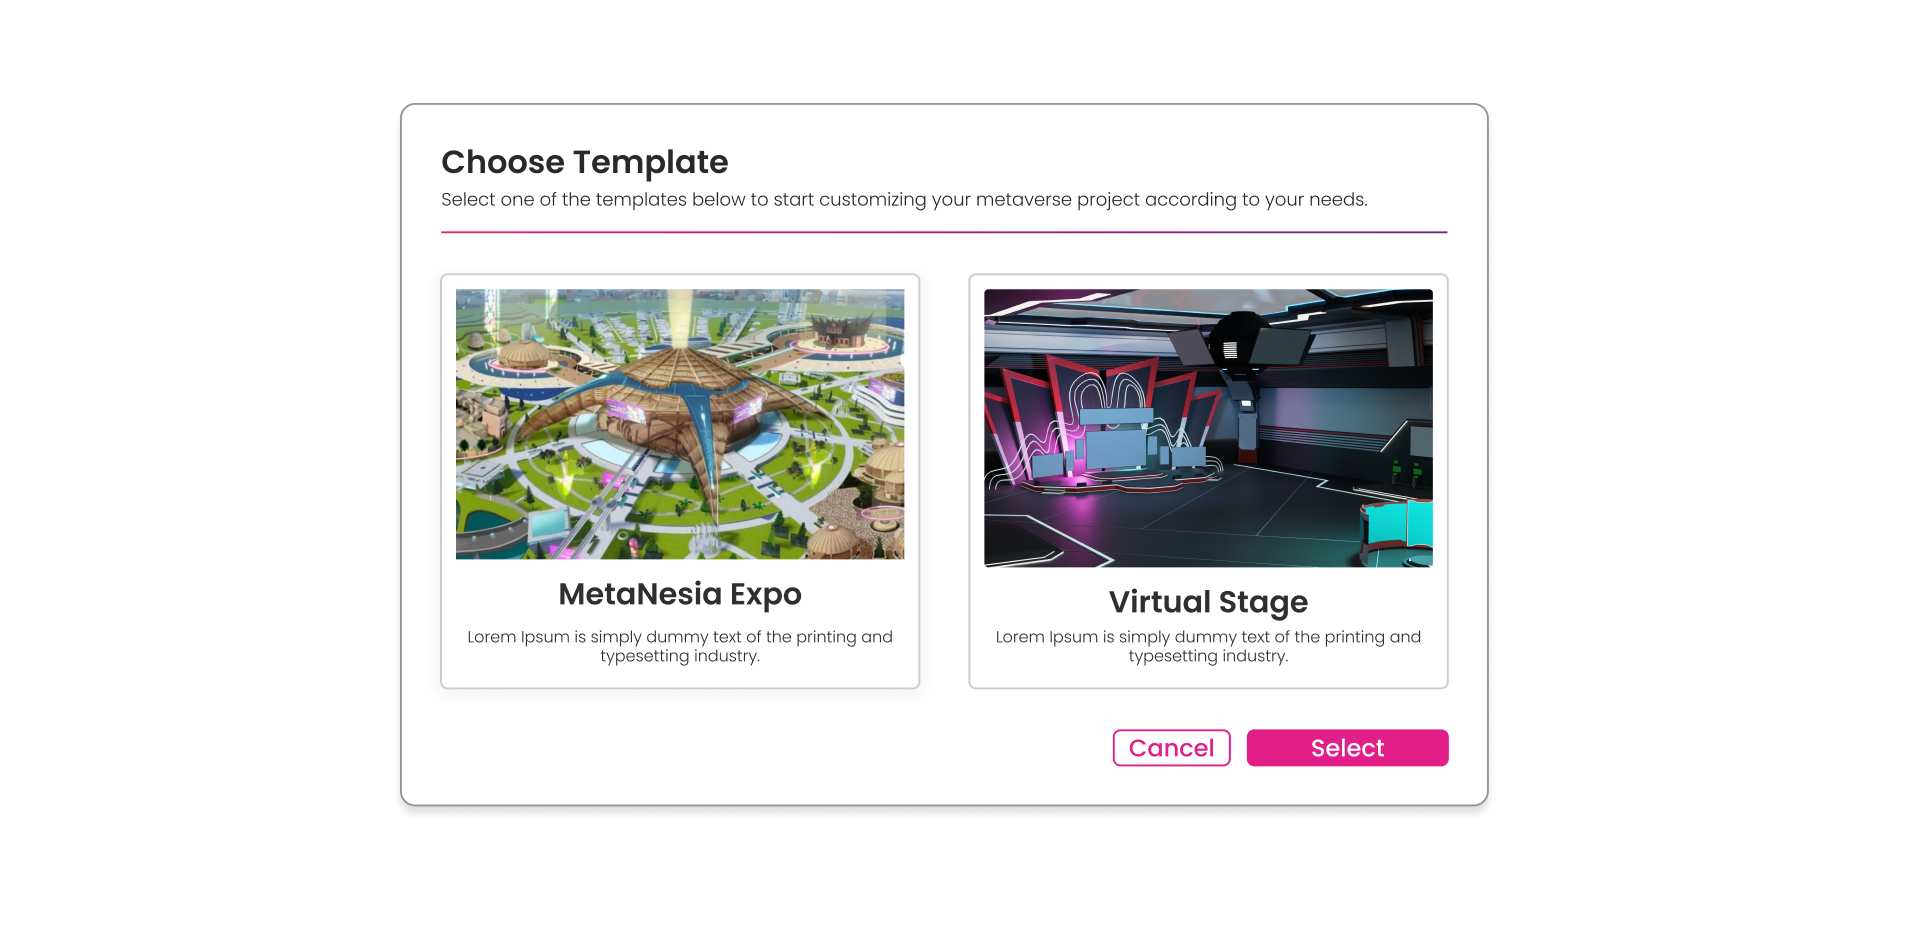 Choose Template
Select one of the templates below to start customizing your metaverse project according to your needs.
MetaNesia Expo
Lorem Ipsum is simply dummy text of the printing and
typesetting industry.
Virtual Stage
Lorem Ipsum is simply dummy text of the printing and
typesetting industry.
Cancel
Select